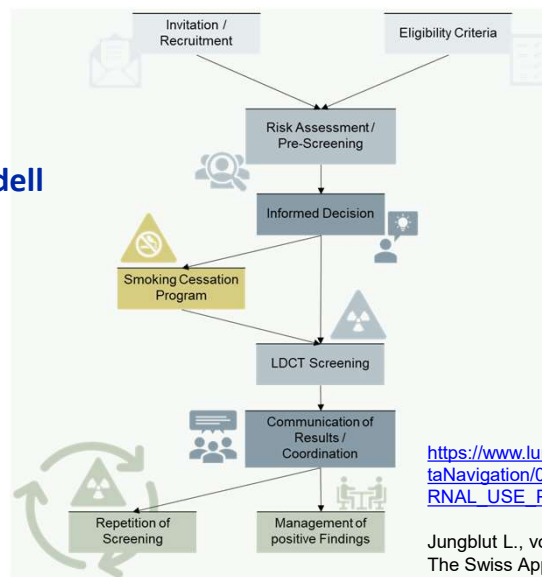 Invitation /
Recruitment
Eligibility Criteria
Risk Assessment /
Pre-Screening
dell
Informed Decision
Smoking Cessation
Program
LDCT Screening
Communication of
Results /
Coordination
Repetition of
Screening
Management of
positive Findings
https://www.lu
taNavigation/0
RNAL_USE_F
Jungblut L., vo
The Swiss App